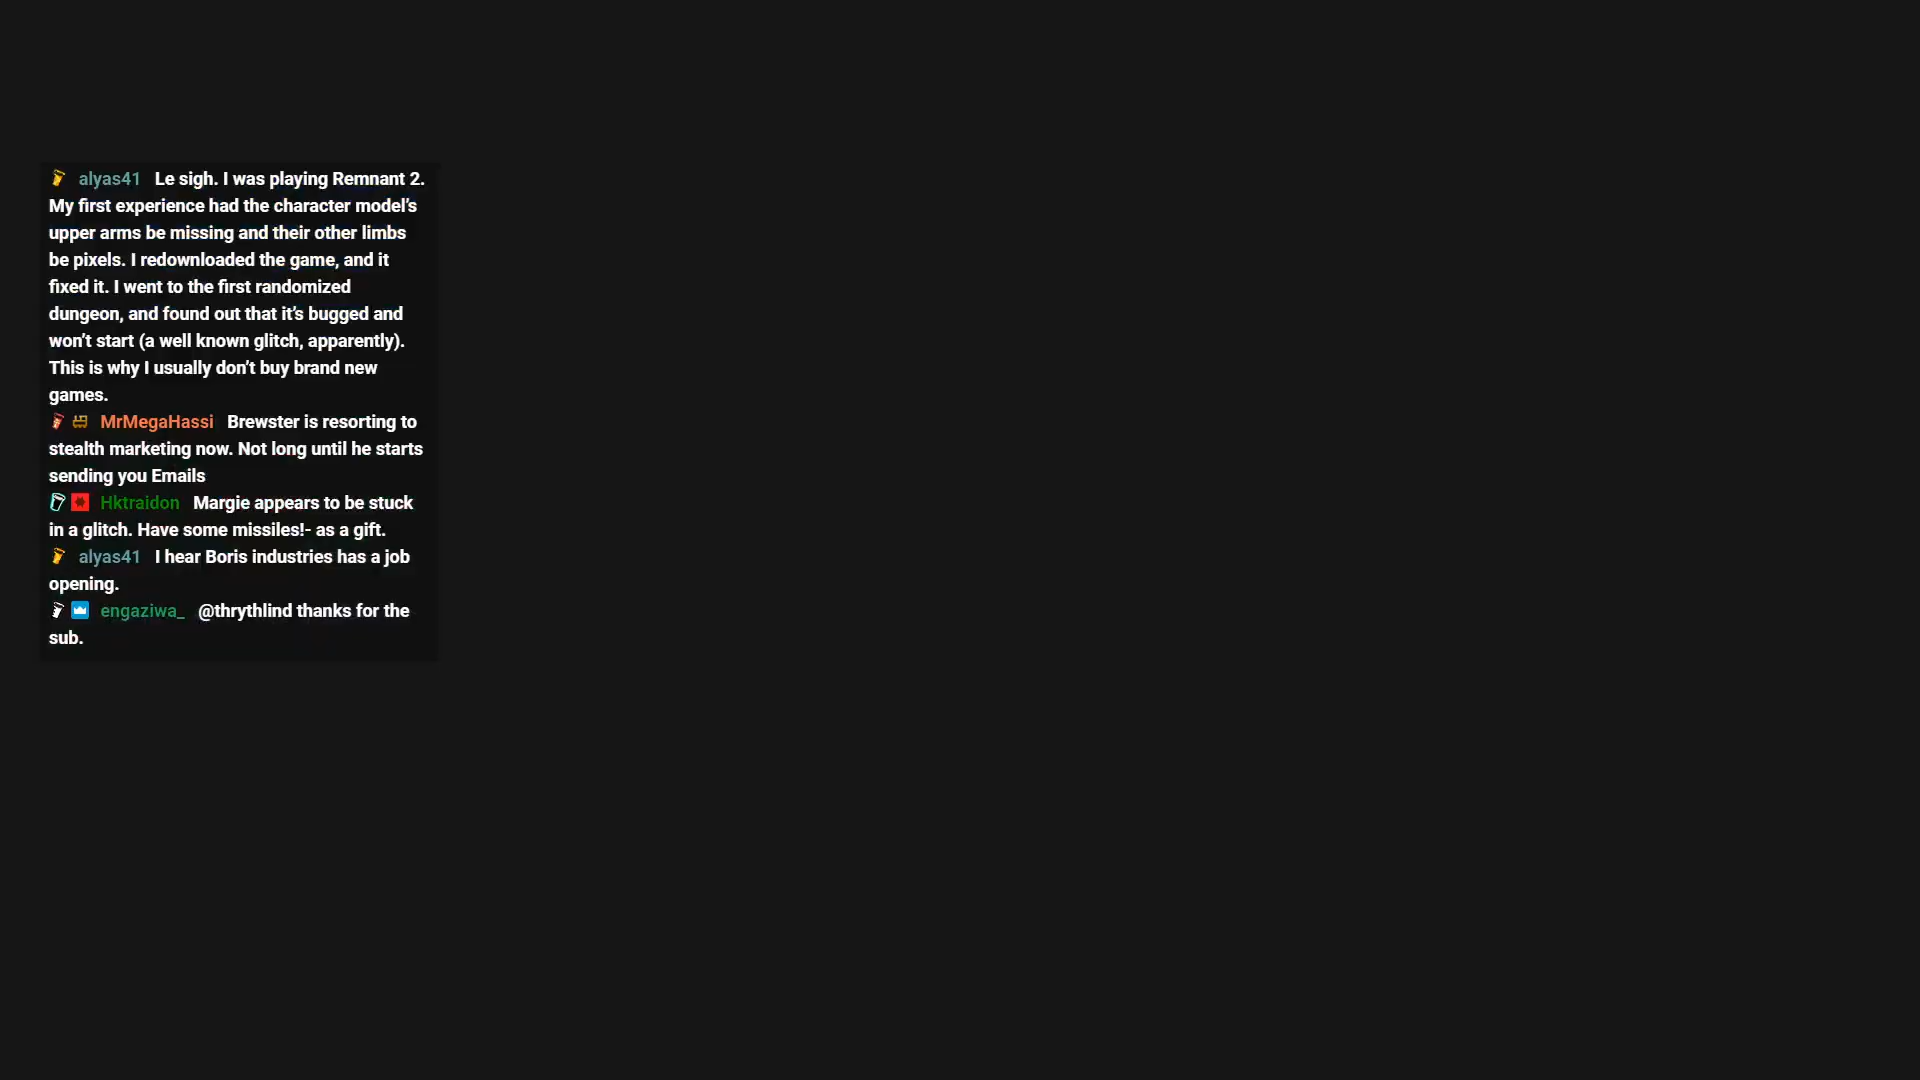 alyas41 Le sigh. I was playing Remnant 2.
My first experience had the character model’s
upper arms be missing and their other limbs
be pixels. I redownloaded the game, and it
fixed it. I went to the first randomized
dungeon, and found out that it’s bugged and
won’t start (a well known glitch, apparently).
This is why I usually don’t buy brand new
games.
MrMegaHassi Brewster is resorting to
stealth marketing now. Not long until he starts
sending you Emails
Hktraidon Margie appears to be stuck
in a glitch. Have some missiles!- as a gift.
alyas41 I hear Boris industries has a job
opening.
engaziwa_ @thrythlind thanks for the
sub.